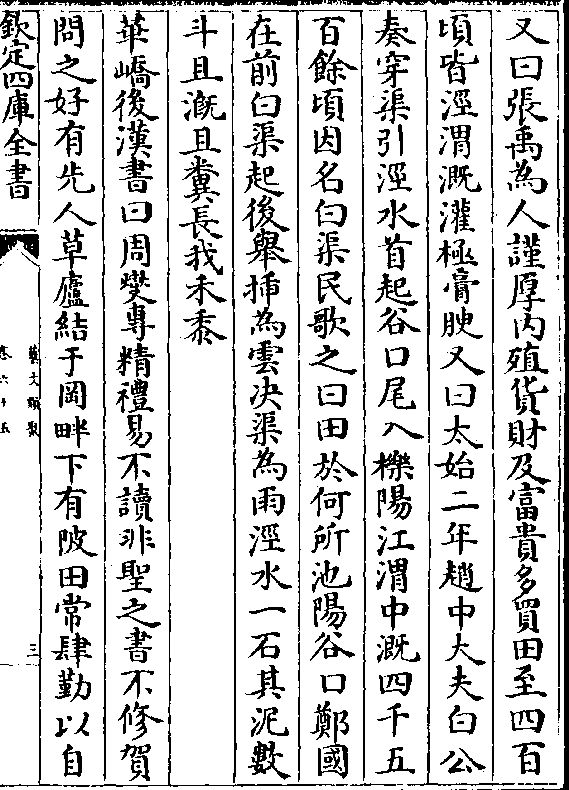 又曰張禹為人謹厚内殖貨財及富貴多買田至四百
頃皆涇渭溉灌極膏腴又曰太始二年趙中大夫白公
奏穿渠引涇水首起谷口尾入櫟陽江渭中溉四千五
百餘頃因名曰渠民歌之曰田於何所池陽谷口鄭國
在前白渠起後舉揷為雲決渠為雨涇水一石其泥數
斗且溉且糞長我禾黍
華嶠後漢書曰周燮專精禮易不讀非聖之書不修賀
問之好有先人草廬結于岡畔下有陂田常肆勤以自
欽定四庫全書
藝文類聚
卷六十五
三